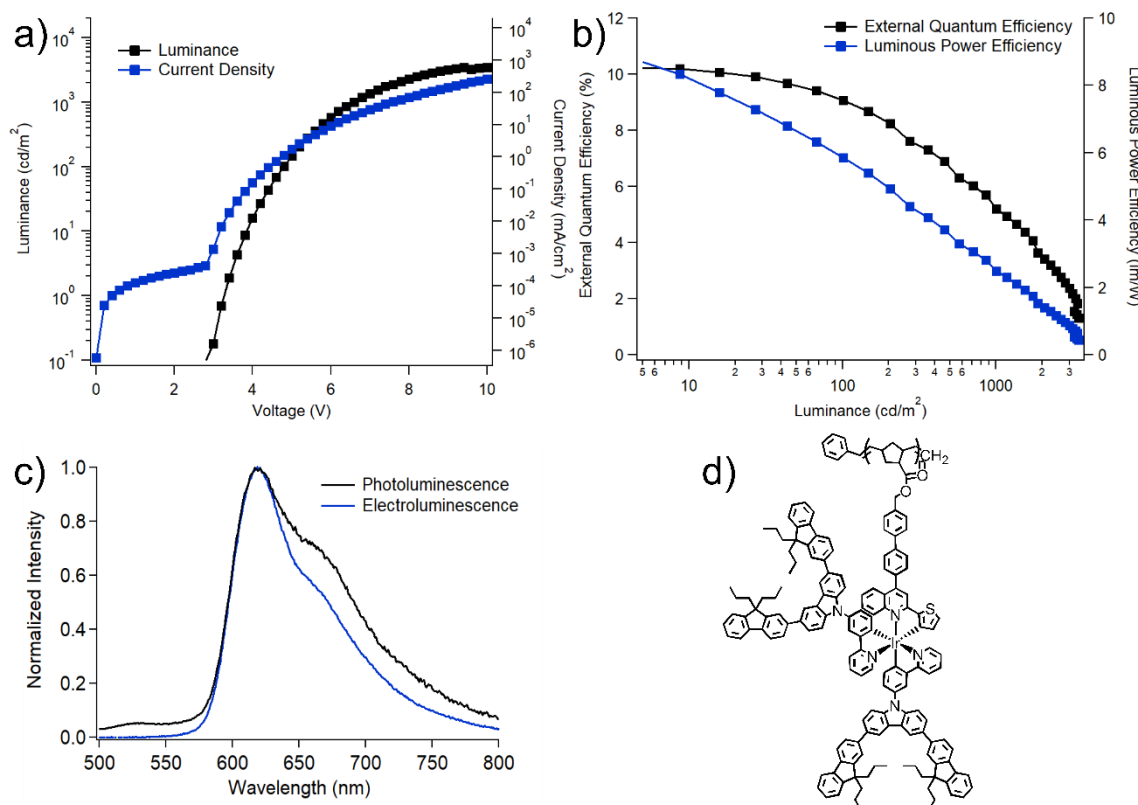 a)
Luminance
Current Density
10^4
10^3
10^2
10^1
10^0
10^-1
Luminance (cd/m^2)
10^4
10^3
10^2
10^1
10^0
10^-1
10^-2
10^-3
10^-4
10^-5
10^-6
Current Density (mA/cm^2)
0 2 4 6 8 10
Voltage (V)
b)
External Quantum Efficiency
Luminous Power Efficiency
12
10
8
6
4
2
0
External Quantum Efficiency (%)
10
8
6
4
2
0
Luminous Power Efficiency (lm/W)
5 6 10 2 3 4 5 6 100 2 3 4 5 6 1000 2 3
Luminance (cd/m^2)
c)
Photoluminescence
Electroluminescence
1.0
0.8
0.6
0.4
0.2
0.0
Normalized Intensity
500 550 600 650 700 750 800
Wavelength (nm)
d)
CH2
O
O
S
N
N
Ir
N
N
N